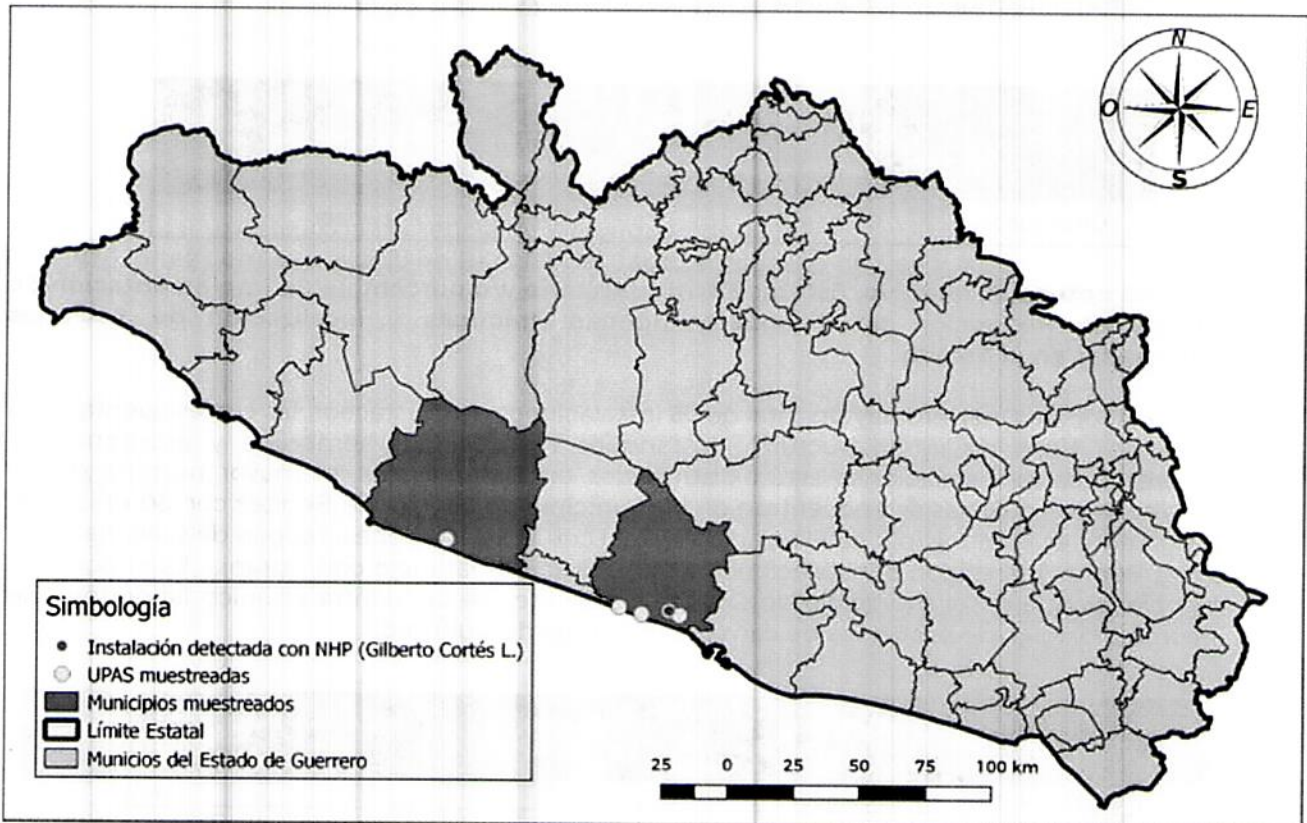 N
O E
S
Simbología
Instalación detectada con NHP (Gilberto Cortés L.)
UPAS muestreadas
Municipios muestreados
Límite Estatal
Municios del Estado de Guerrero
25 0 25 50 75 100 km